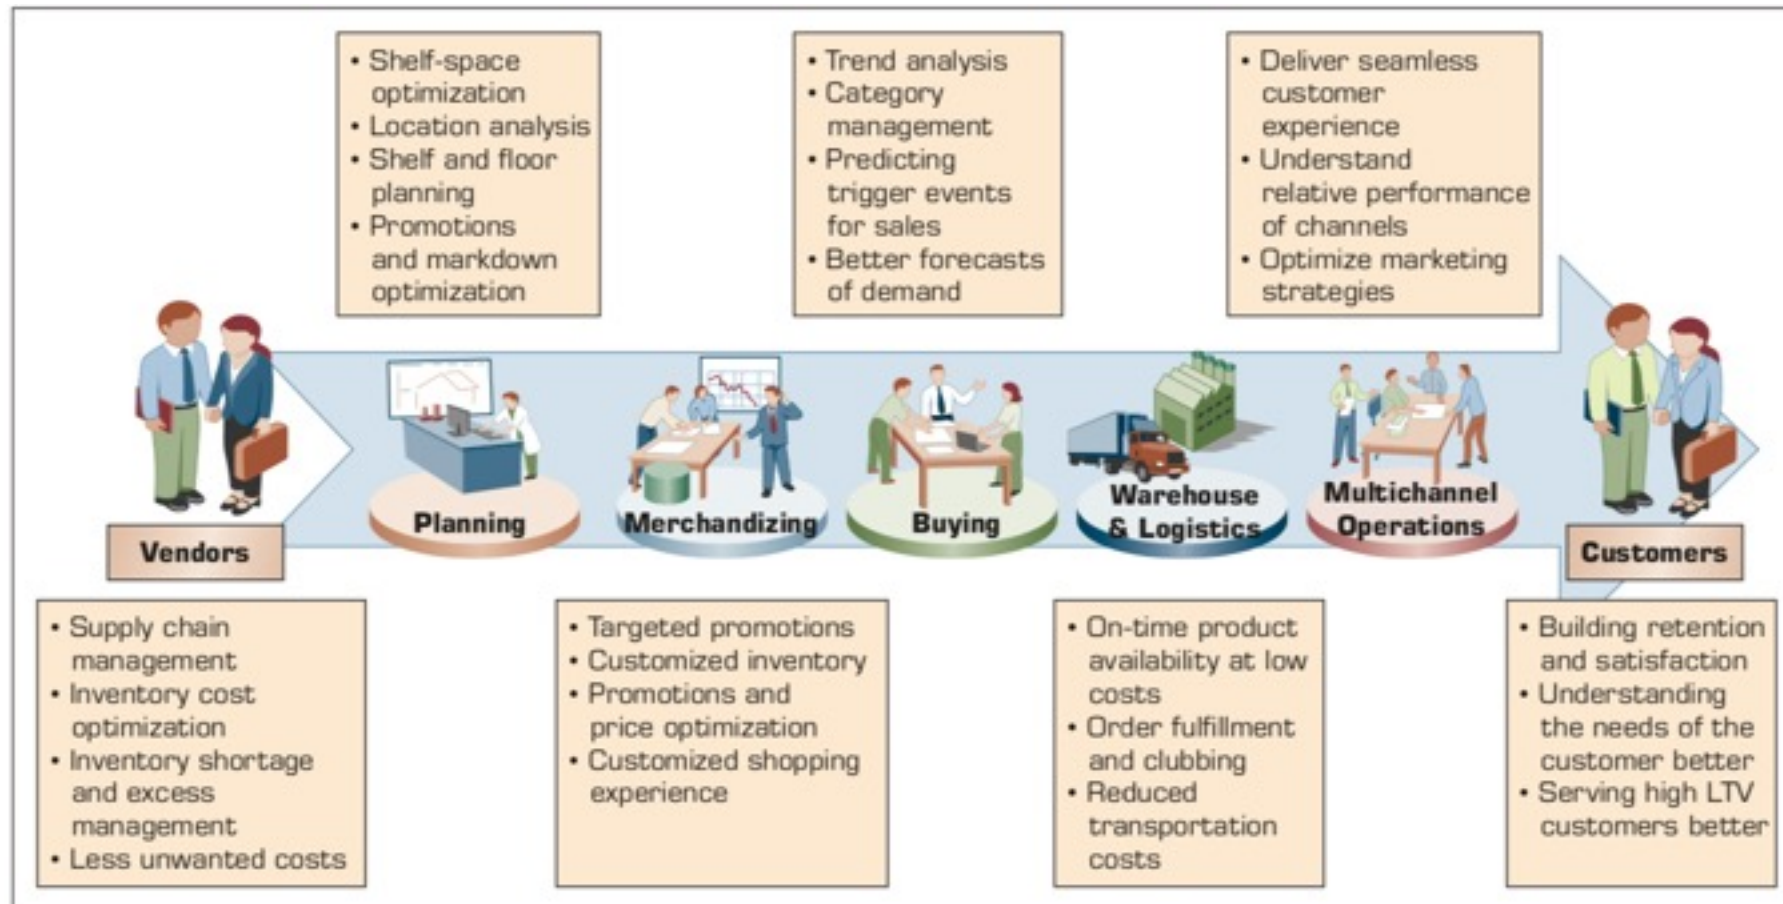 • Shelf-space
optimization
• Location analysis
• Shelf and floor
planning
• Promotions
and markdown
optimization
• Trend analysis
• Category
management
• Predicting
trigger events
for sales
• Better forecasts
of demand
• Deliver seamless
customer
experience
• Understand
relative performance
of channels
• Optimize marketing
strategies
Vendors
Planning
Merchandizing
Buying
Warehouse
& Logistics
Multichannel
Operations
Customers
• Supply chain
management
• Inventory cost
optimization
• Inventory shortage
and excess
management
• Less unwanted costs
• Targeted promotions
• Customized inventory
• Promotions and
price optimization
• Customized shopping
experience
• On-time product
availability at low
costs
• Order fulfillment
and clubbing
• Reduced
transportation
costs
• Building retention
and satisfaction
• Understanding
the needs of the
customer better
• Serving high LTV
customers better